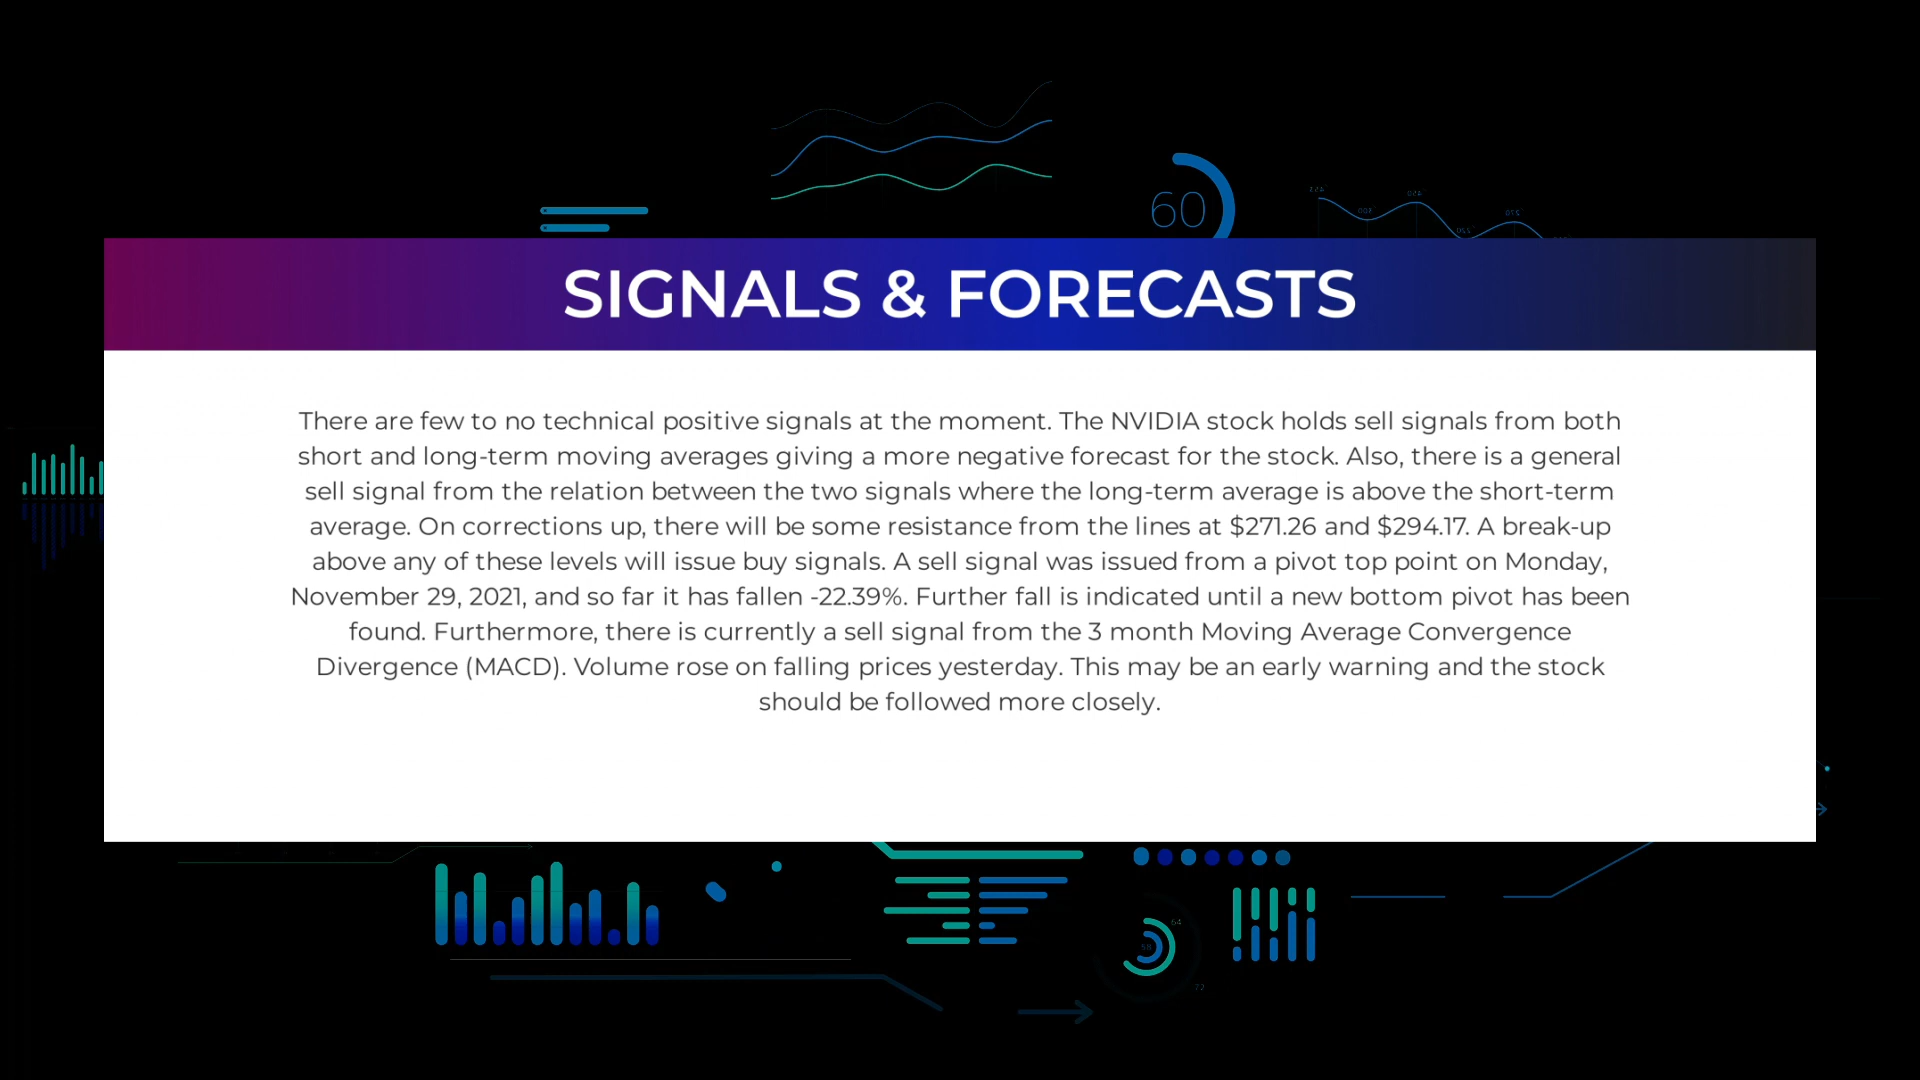 60
SIGNALS & FORECASTS
There are few to no technical positive signals at the moment. The NVIDIA stock holds sell signals from both
short and long-term moving averages giving a more negative forecast for the stock. Also, there is a general
sell signal from the relation between the two signals where the long-term average is above the short-term
average. On corrections up, there will be some resistance from the lines at $271.26 and $294.17. A break-up
above any of these levels will issue buy signals. A sell signal was issued from a pivot top point on Monday,
November 29, 2021, and so far it has fallen -22.39%. Further fall is indicated until a new bottom pivot has been
found. Furthermore, there is currently a sell signal from the 3 month Moving Average Convergence
Divergence (MACD). Volume rose on falling prices yesterday. This may be an early warning and the stock
should be followed more closely.
64
72